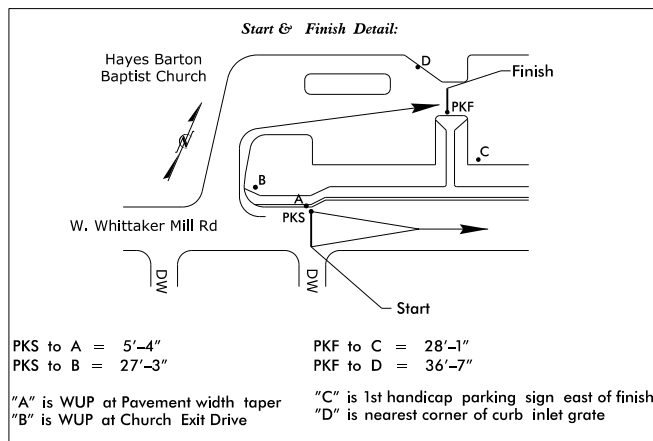 Start & Finish Detail:
Hayes Barton
Baptist Church
D
Finish
N
PKF
C
B
A
PKS
W. Whittaker Mill Rd
DW
DW
Start
PKS to A = 5'–4"
PKS to B = 27'–3"
PKF to C = 28'–1"
PKF to D = 36'–7"
"A" is WUP at Pavement width taper
"B" is WUP at Church Exit Drive
"C" is 1st handicap parking sign east of finish
"D" is nearest corner of curb inlet grate